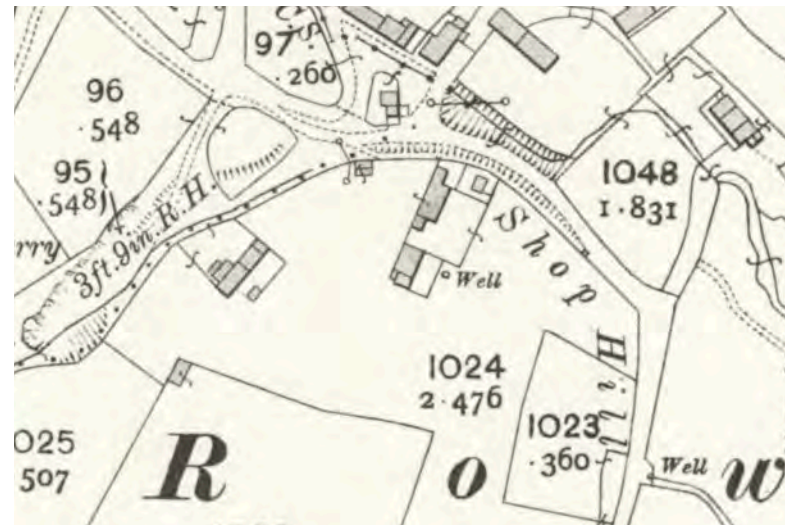 97
.260
96
.548
95
.548
3ft. 9in. R. H.
rry
1048
1.831
Shop Hill
Well
1024
2.476
1023
.360
Well
025
507
R o w